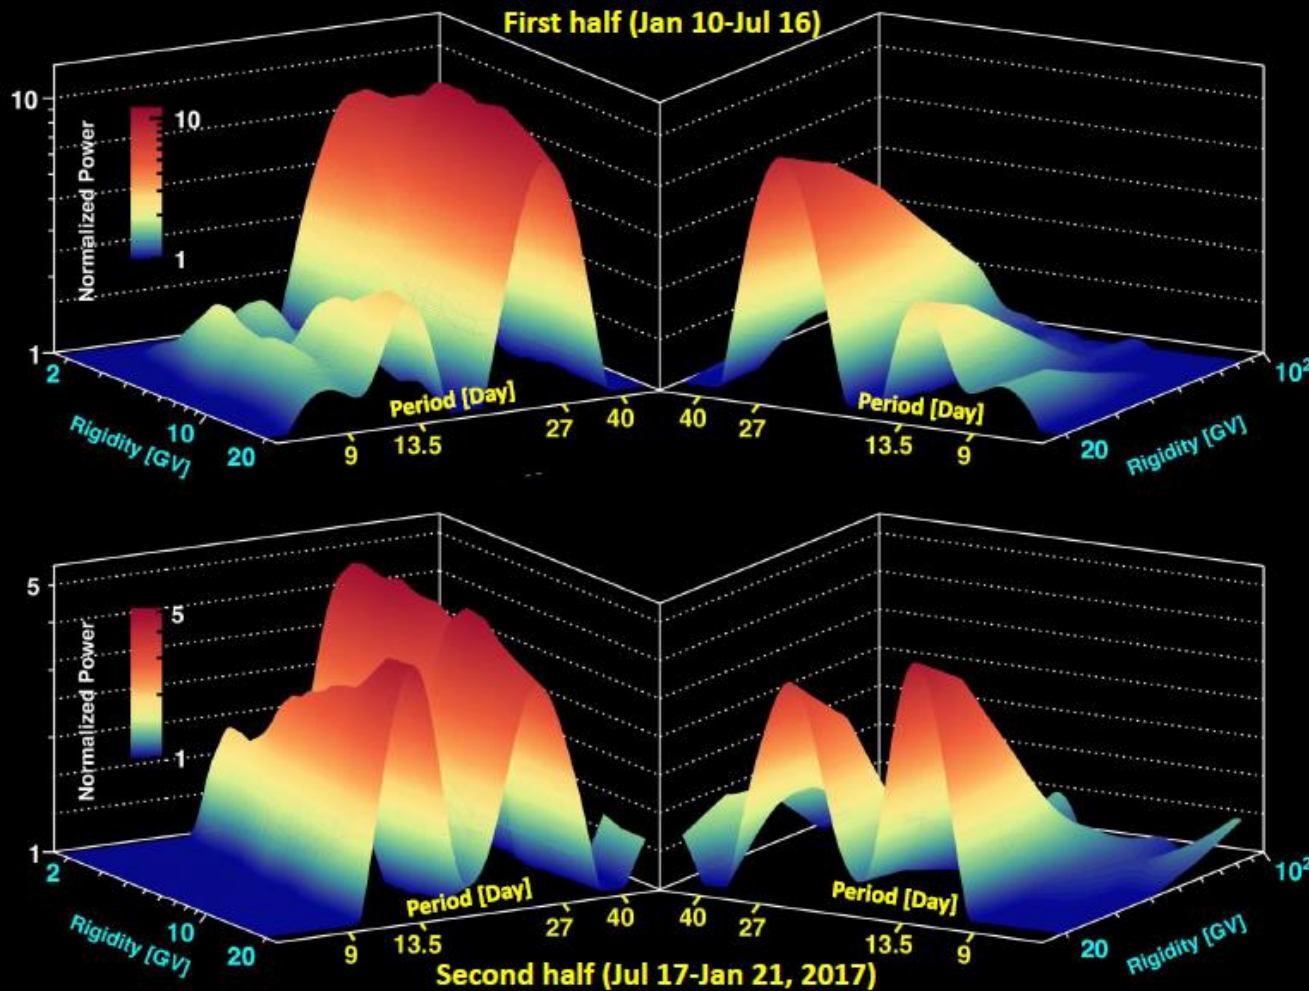 First half (Jan 10-Jul 16)
10
Normalized Power
10
1
1
2
Rigidity [GV]
10
20
Period [Day]
9
13.5
27
40
40
27
Period [Day]
13.5
9
20
Rigidity [GV]
10²
5
Normalized Power
5
1
1
2
Rigidity [GV]
10
20
Period [Day]
9
13.5
27
40
40
27
Period [Day]
13.5
9
20
Rigidity [GV]
10²
Second half (Jul 17-Jan 21, 2017)